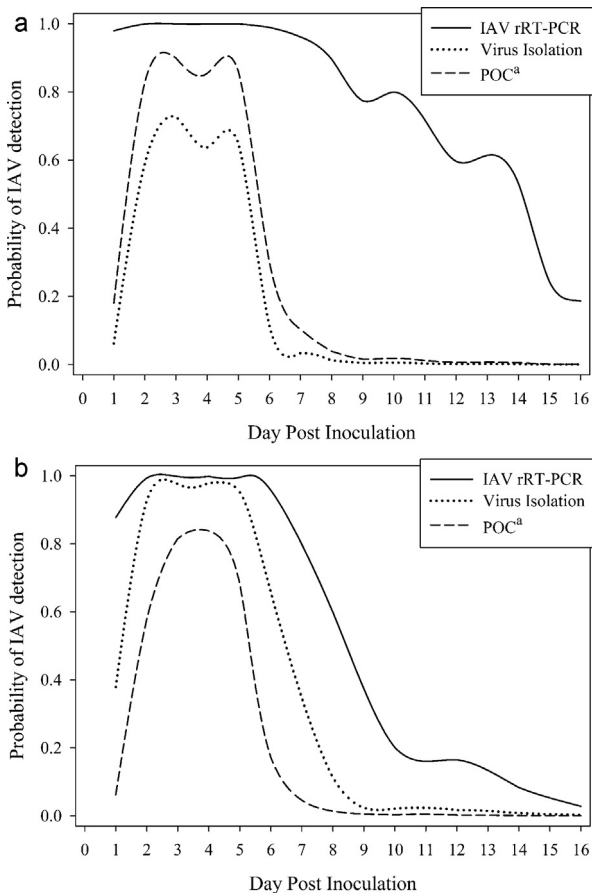 a
1.0
0.8
0.6
0.4
0.2
0.0
Probability of IAV detection
IAV rRT-PCR
Virus Isolation
POCa
0 1 2 3 4 5 6 7 8 9 10 11 12 13 14 15 16
Day Post Inoculation
b
1.0
0.8
0.6
0.4
0.2
0.0
Probability of IAV detection
IAV rRT-PCR
Virus Isolation
POCa
0 1 2 3 4 5 6 7 8 9 10 11 12 13 14 15 16
Day Post Inoculation